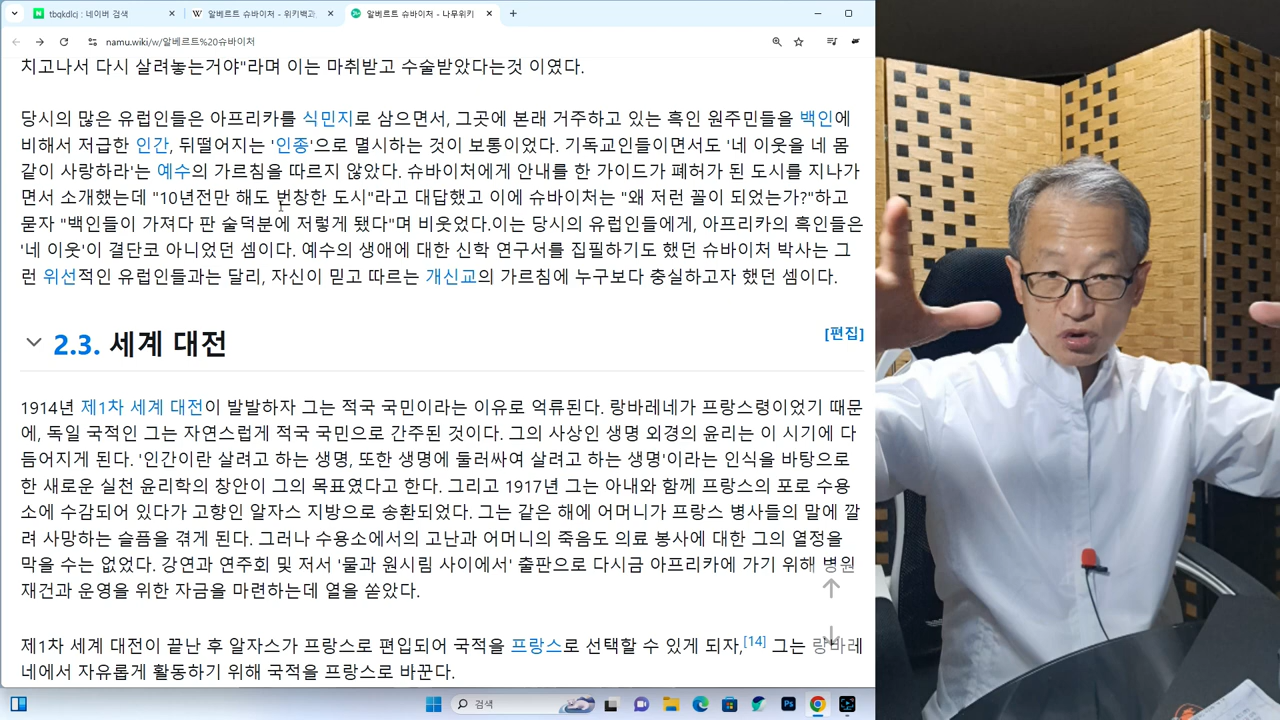 tbqkdlcj : 네이버 검색
알베르트 슈바이처 - 위키백과
알베르트 슈바이처 - 나무위키
namu.wiki/w/알베르트%20슈바이처
치고나서 다시 살려놓는거야"라며 이는 마취받고 수술받았다는것 이였다.
당시의 많은 유럽인들은 아프리카를 식민지로 삼으면서, 그곳에 본래 거주하고 있는 흑인 원주민들을 백인에
비해서 저급한 인간, 뒤떨어지는 '인종'으로 멸시하는 것이 보통이었다. 기독교인들이면서도 '네 이웃을 네 몸
같이 사랑하라'는 예수의 가르침을 따르지 않았다. 슈바이처에게 안내를 한 가이드가 폐허가 된 도시를 지나가
면서 소개했는데 "10년전만 해도 번창한 도시"라고 대답했고 이에 슈바이처는 "왜 저런 꼴이 되었는가?"하고
묻자 "백인들이 가져다 판 술덕분에 저렇게 됐다"며 비웃었다.이는 당시의 유럽인들에게, 아프리카의 흑인들은
'네 이웃'이 결단코 아니었던 셈이다. 예수의 생애에 대한 신학 연구서를 집필하기도 했던 슈바이처 박사는 그
런 위선적인 유럽인들과는 달리, 자신이 믿고 따르는 개신교의 가르침에 누구보다 충실하고자 했던 셈이다.
2.3. 세계 대전
[편집]
1914년 제1차 세계 대전이 발발하자 그는 적국 국민이라는 이유로 억류된다. 랑바레네가 프랑스령이었기 때문
에, 독일 국적인 그는 자연스럽게 적국 국민으로 간주된 것이다. 그의 사상인 생명 외경의 윤리는 이 시기에 다
듬어지게 된다. '인간이란 살려고 하는 생명, 또한 생명에 둘러싸여 살려고 하는 생명'이라는 인식을 바탕으로
한 새로운 실천 윤리학의 창안이 그의 목표였다고 한다. 그리고 1917년 그는 아내와 함께 프랑스의 포로 수용
소에 수감되어 있다가 고향인 알자스 지방으로 송환되었다. 그는 같은 해에 어머니가 프랑스 병사들의 말에 깔
려 사망하는 슬픔을 겪게 된다. 그러나 수용소에서의 고난과 어머니의 죽음도 의료 봉사에 대한 그의 열정을
막을 수는 없었다. 강연과 연주회 및 저서 '물과 원시림 사이에서' 출판으로 다시금 아프리카에 가기 위해 병원
재건과 운영을 위한 자금을 마련하는데 열을 쏟았다.
제1차 세계 대전이 끝난 후 알자스가 프랑스로 편입되어 국적을 프랑스로 선택할 수 있게 되자,[14] 그는 랑바레
네에서 자유롭게 활동하기 위해 국적을 프랑스로 바꾼다.
검색